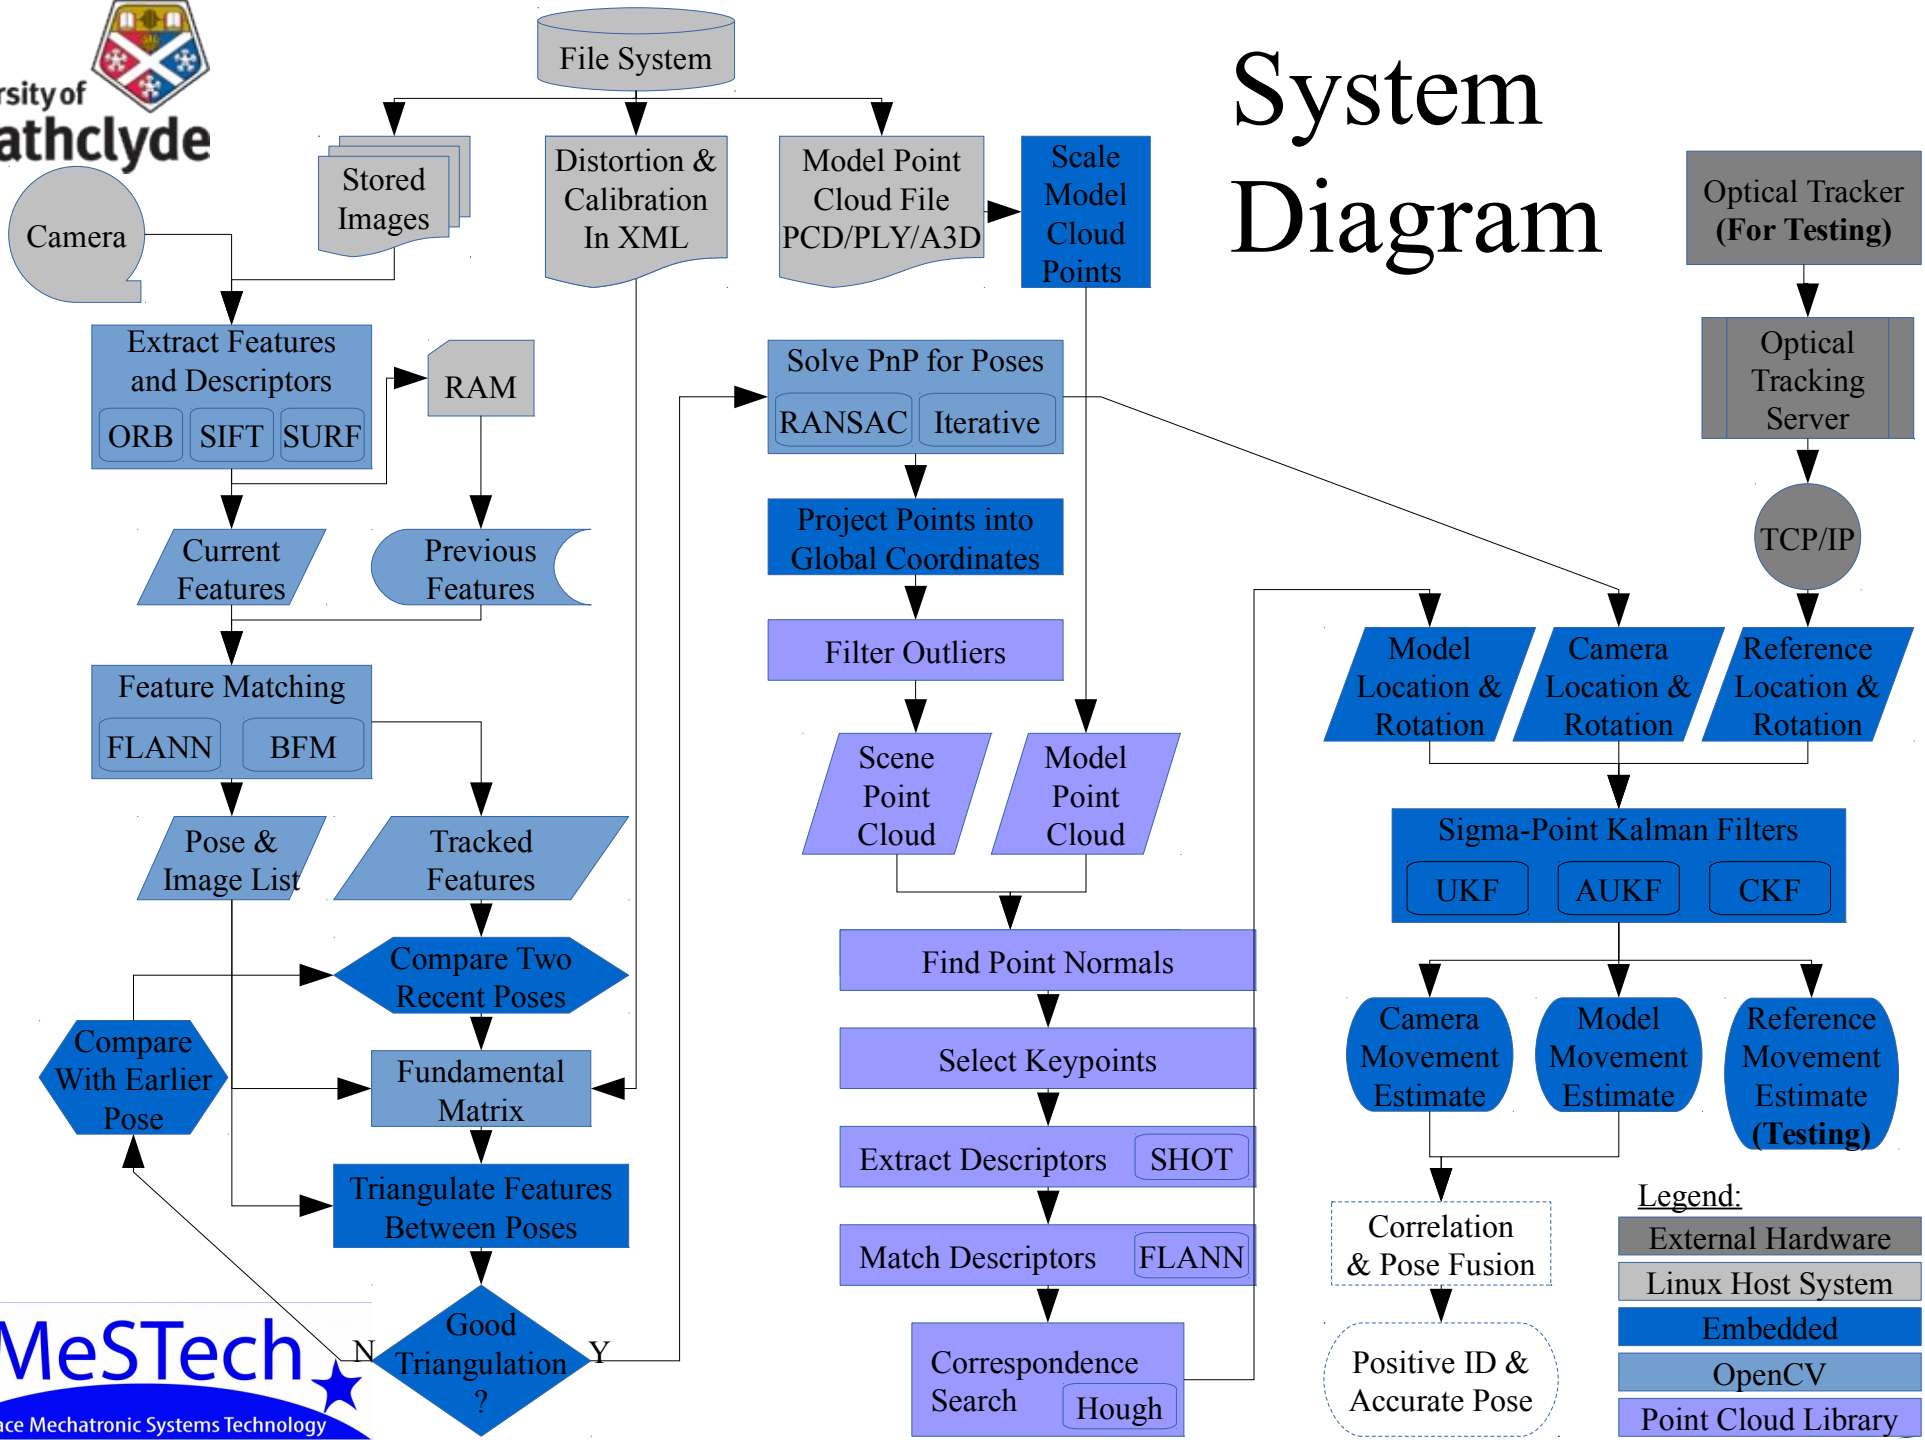 System
Diagram
rsity of
athclyde
File System
Camera
Stored
Images
Distortion &
Calibration
In XML
Model Point
Cloud File
PCD/PLY/A3D
Scale
Model
Cloud
Points
Optical Tracker
(For Testing)
Optical
Tracking
Server
TCP/IP
Extract Features
and Descriptors
ORB SIFT SURF
RAM
Current
Features
Previous
Features
Feature Matching
FLANN BFM
Pose &
Image List
Tracked
Features
Compare Two
Recent Poses
Compare
With Earlier
Pose
Fundamental
Matrix
Triangulate Features
Between Poses
Good
Triangulation
?
N
Y
Solve PnP for Poses
RANSAC Iterative
Project Points into
Global Coordinates
Filter Outliers
Scene
Point
Cloud
Model
Point
Cloud
Find Point Normals
Select Keypoints
Extract Descriptors SHOT
Match Descriptors FLANN
Correspondence
Search Hough
Model
Location &
Rotation
Camera
Location &
Rotation
Reference
Location &
Rotation
Sigma-Point Kalman Filters
UKF AUKF CKF
Camera
Movement
Estimate
Model
Movement
Estimate
Reference
Movement
Estimate
(Testing)
Correlation
& Pose Fusion
Positive ID &
Accurate Pose
Legend:
External Hardware
Linux Host System
Embedded
OpenCV
Point Cloud Library
MeSTech
ace Mechatronic Systems Technology